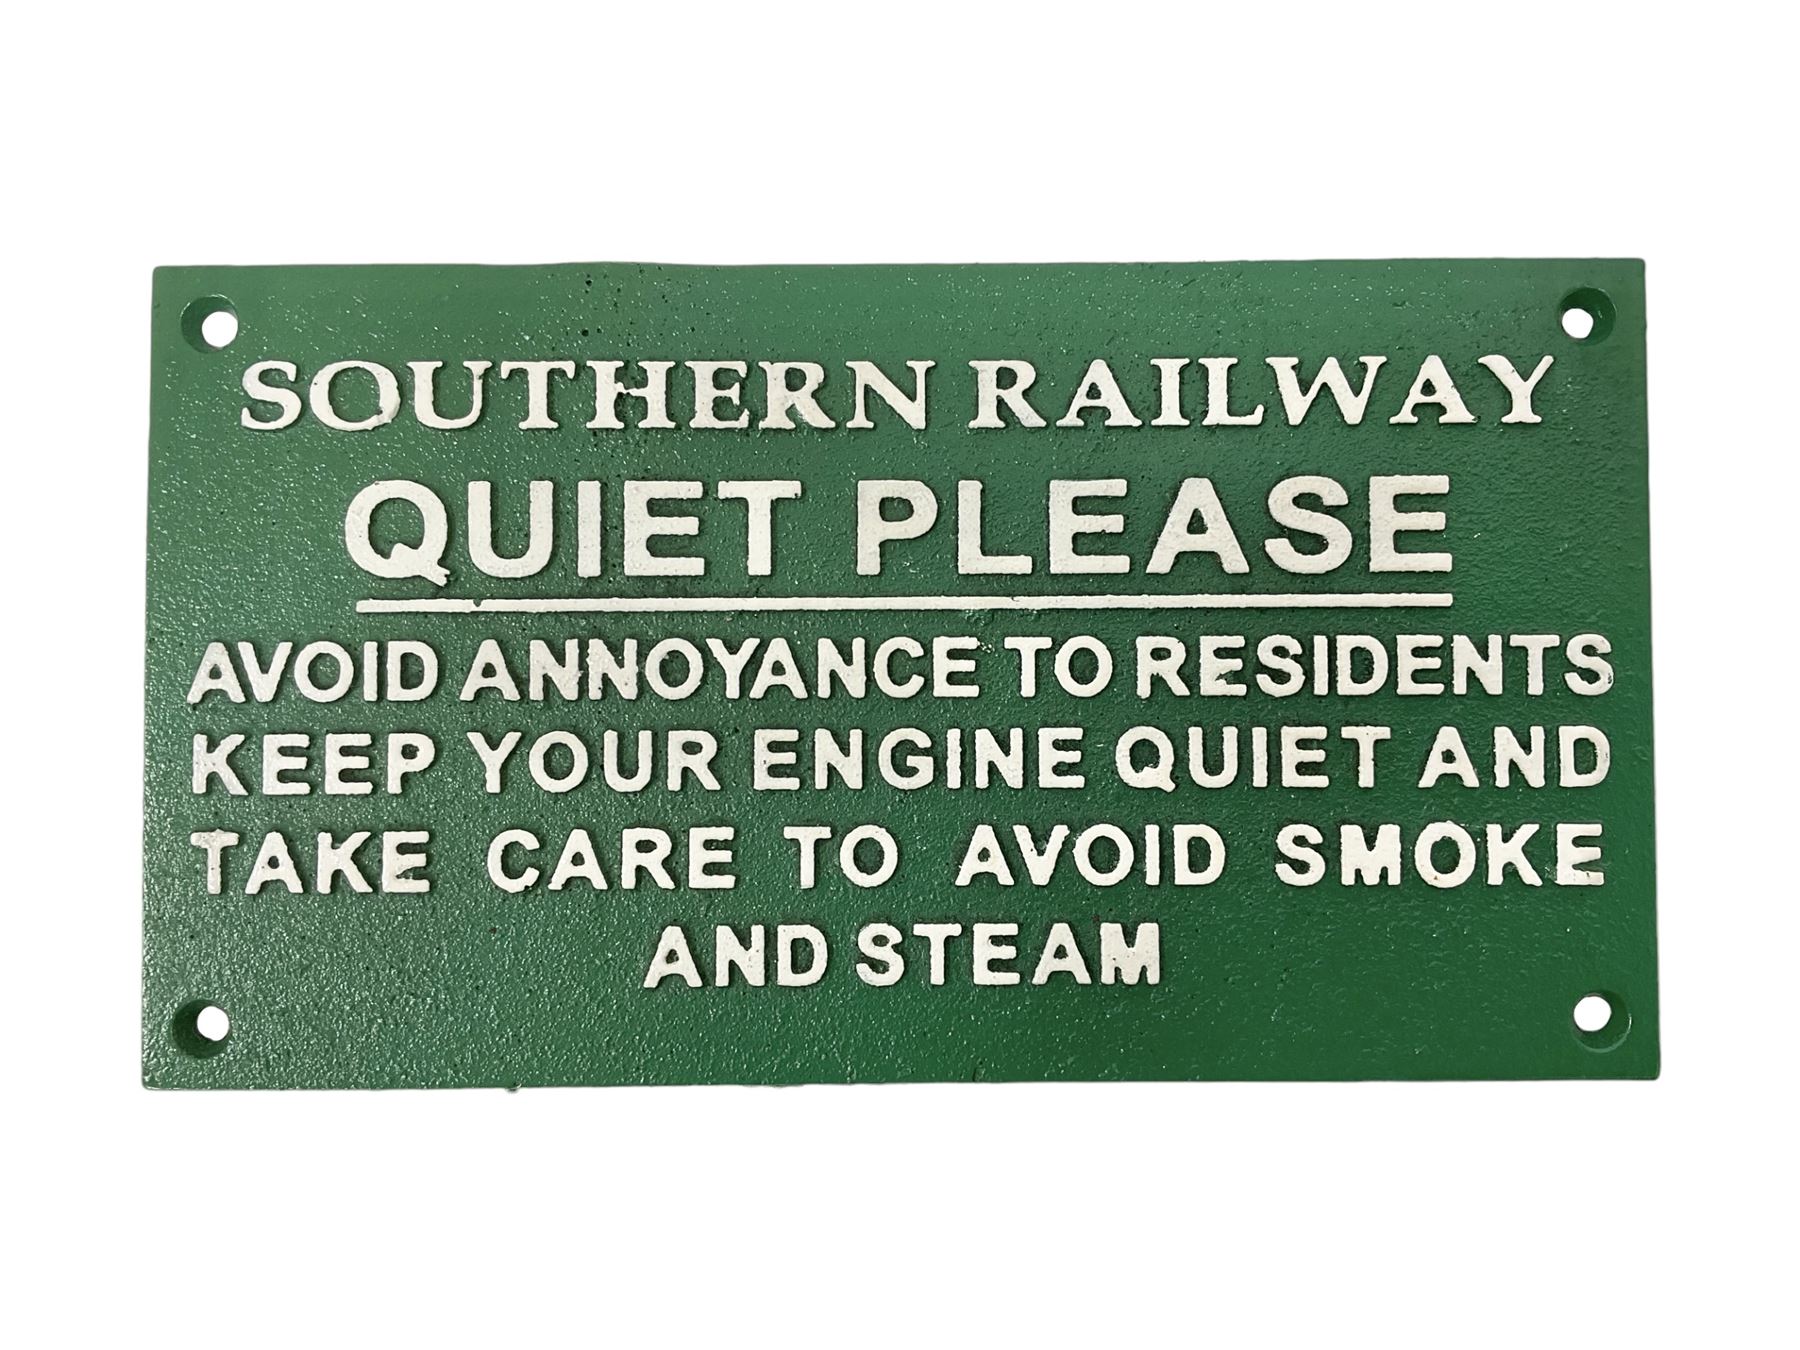 SOUTHERN RAILWAY
QUIET PLEASE
AVOID ANNOYANCE TO RESIDENTS
KEEP YOUR ENGINE QUIET AND
TAKE CARE TO AVOID SMOKE
AND STEAM